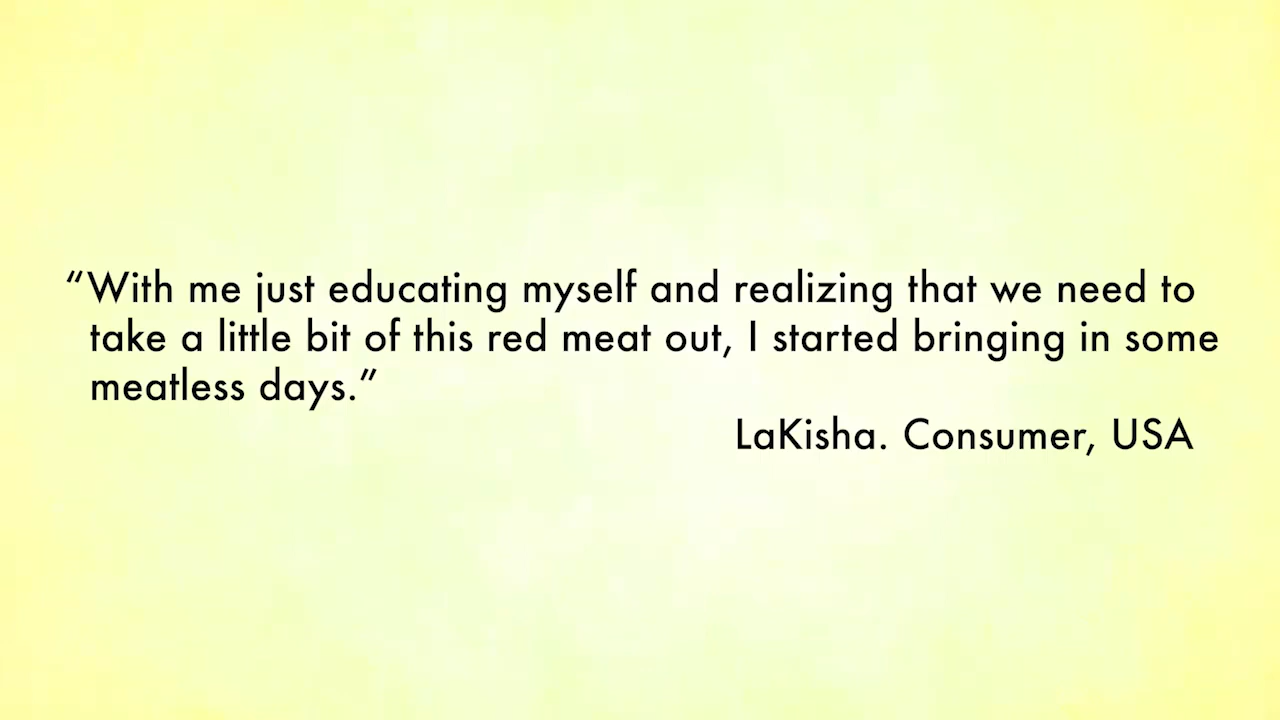 “With me just educating myself and realizing that we need to
take a little bit of this red meat out, I started bringing in some
meatless days.”
LaKisha. Consumer, USA